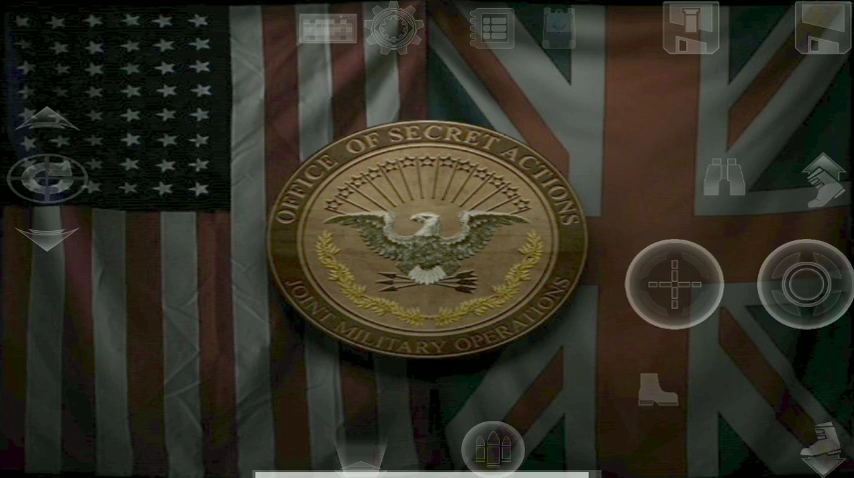 OFFICE OF SECRET ACTIONS
JOINT MILITARY OPERATIONS